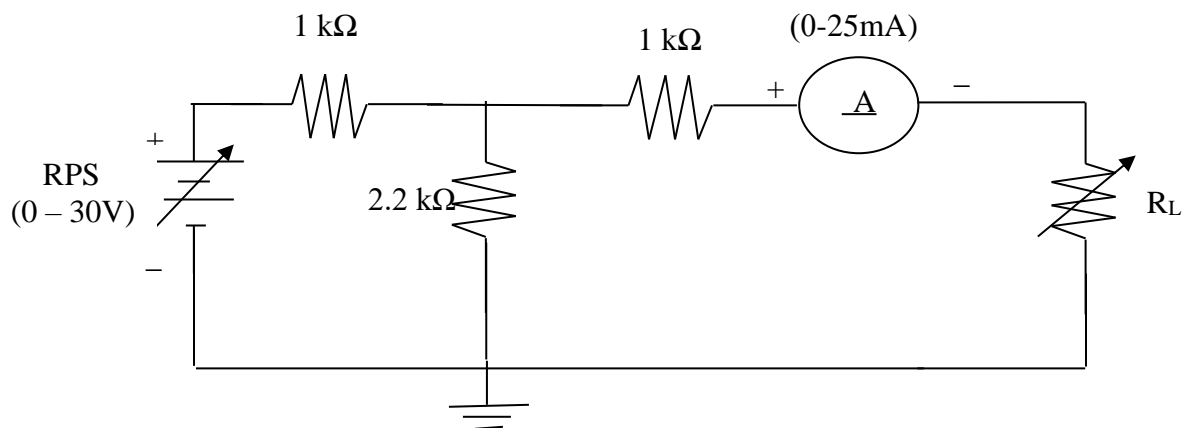 1 kΩ
1 kΩ
(0-25mA)
+
A
–
+
RPS
(0 – 30V)
–
2.2 kΩ
RL